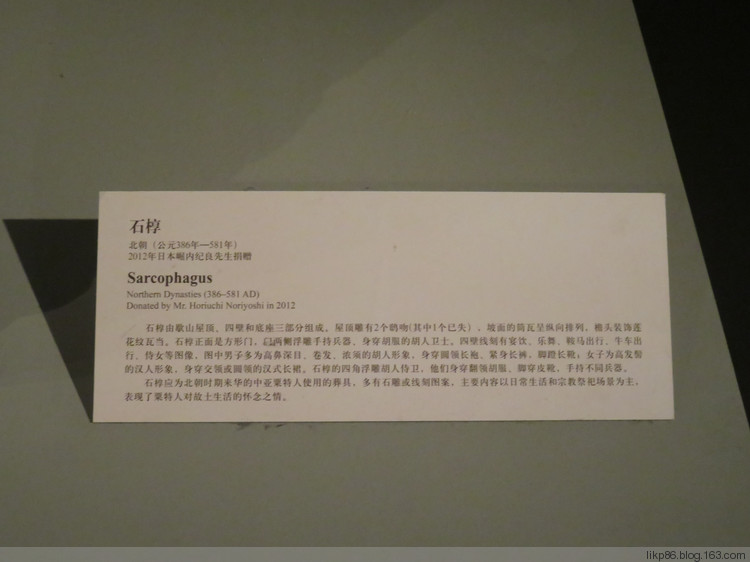 石椁
北朝（公元386年—581年）
2012年日本崛内纪良先生捐赠
Sarcophagus
Northern Dynasties (386–581 AD)
Donated by Mr. Horiuchi Noriyoshi in 2012
石椁由歇山屋顶、四壁和底座三部分组成。屋顶雕有2个鸱吻(其中1个已失），坡面的筒瓦呈纵向排列，檐头装饰莲
花纹瓦当。石椁正面是方形门，门两侧浮雕手持兵器、身穿胡服的胡人卫士。四壁线刻有宴饮、乐舞、鞍马出行、牛车出
行、侍女等图像，图中男子多为高鼻深目、卷发、浓须的胡人形象，身穿圆领长袍、紧身长裤，脚蹬长靴；女子为高发髻
的汉人形象，身穿交领或圆领的汉式长裙。石椁的四角浮雕胡人侍卫，他们身穿翻领胡服、脚穿皮靴，手持不同兵器。
石椁应为北朝时期来华的中亚粟特人使用的葬具，多有石雕或线刻图案，主要内容以日常生活和宗教祭祀场景为主，
表现了粟特人对故土生活的怀念之情。
likp86.blog.163.com